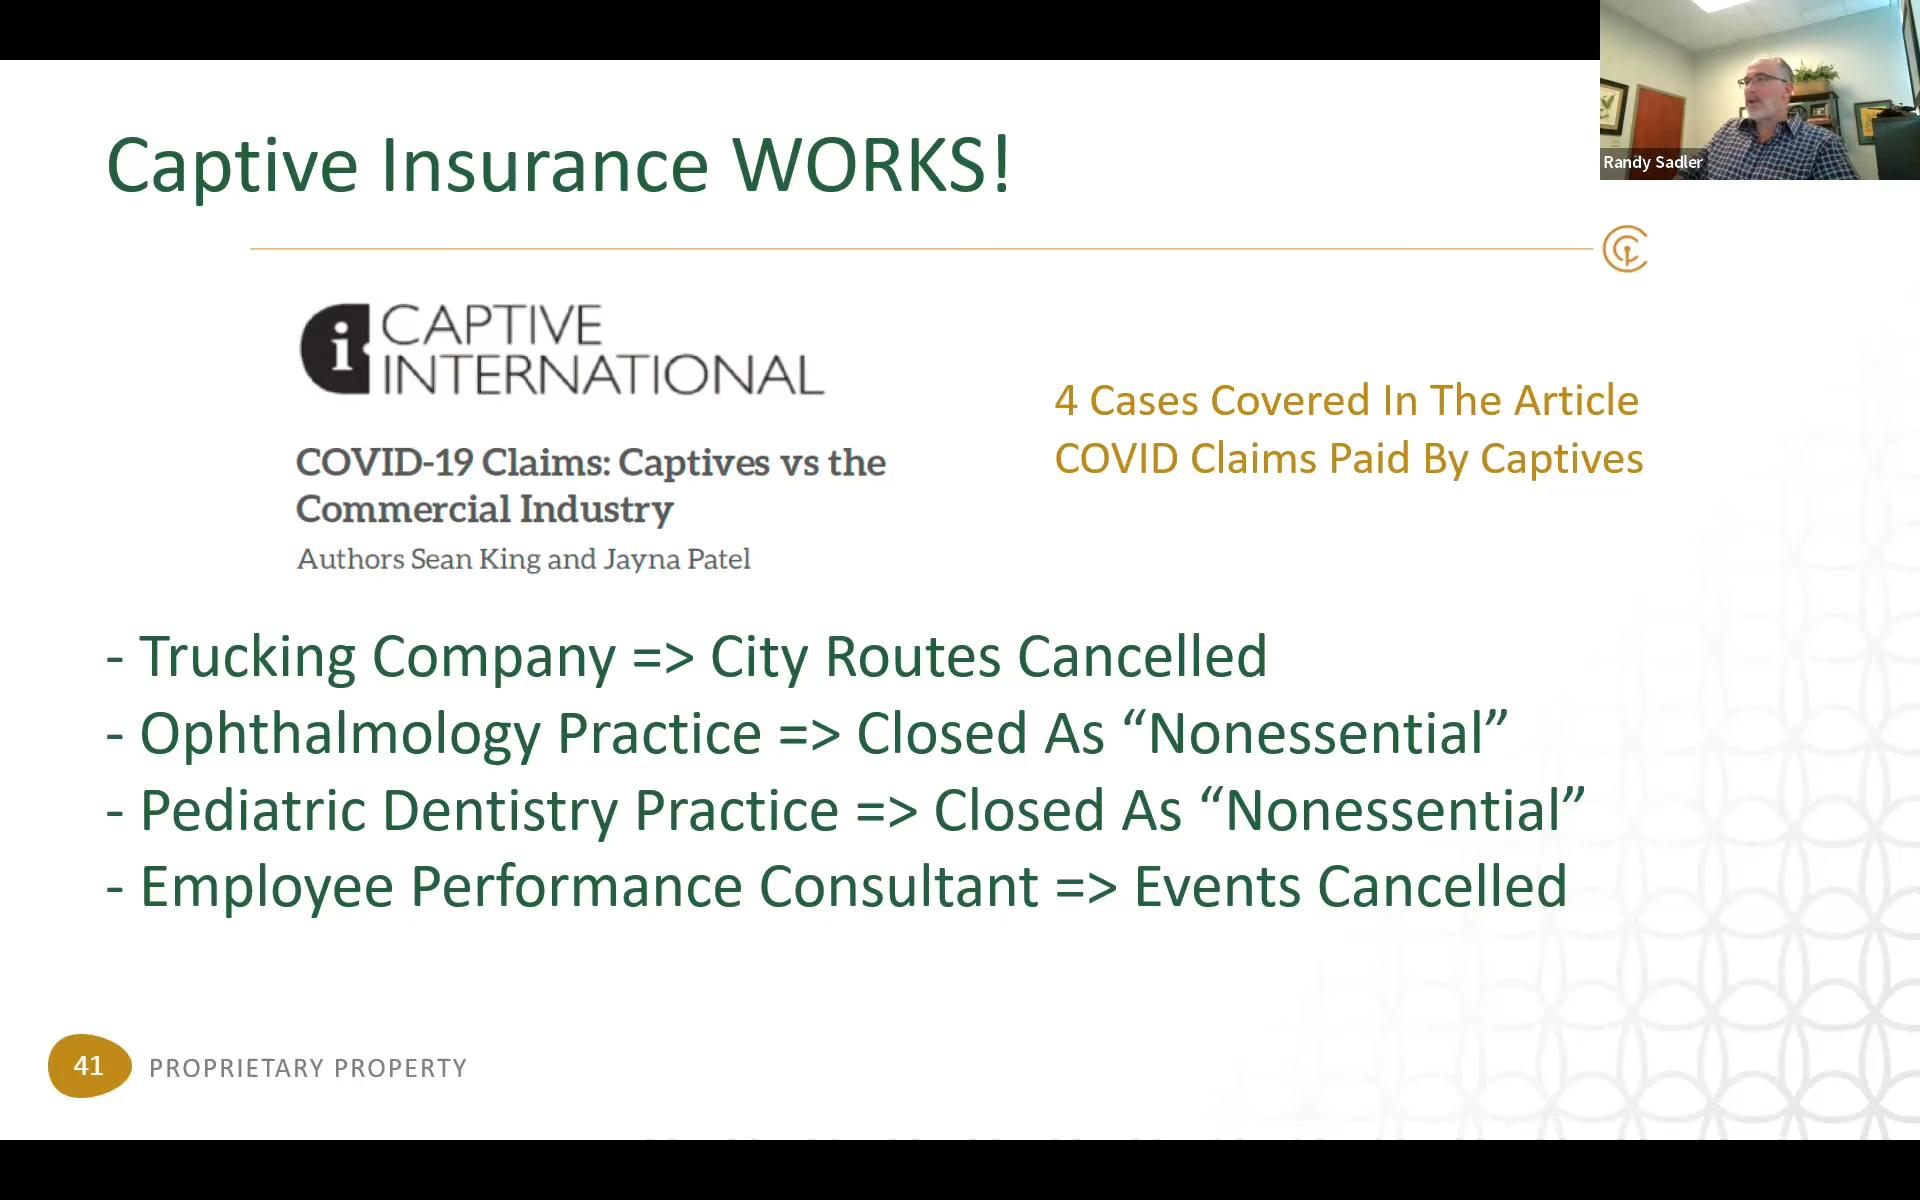 Captive Insurance WORKS!
Randy Sadler
i CAPTIVE
INTERNATIONAL
COVID-19 Claims: Captives vs the
Commercial Industry
Authors Sean King and Jayna Patel
4 Cases Covered In The Article
COVID Claims Paid By Captives
- Trucking Company => City Routes Cancelled
- Ophthalmology Practice => Closed As “Nonessential”
- Pediatric Dentistry Practice => Closed As “Nonessential”
- Employee Performance Consultant => Events Cancelled
41 PROPRIETARY PROPERTY